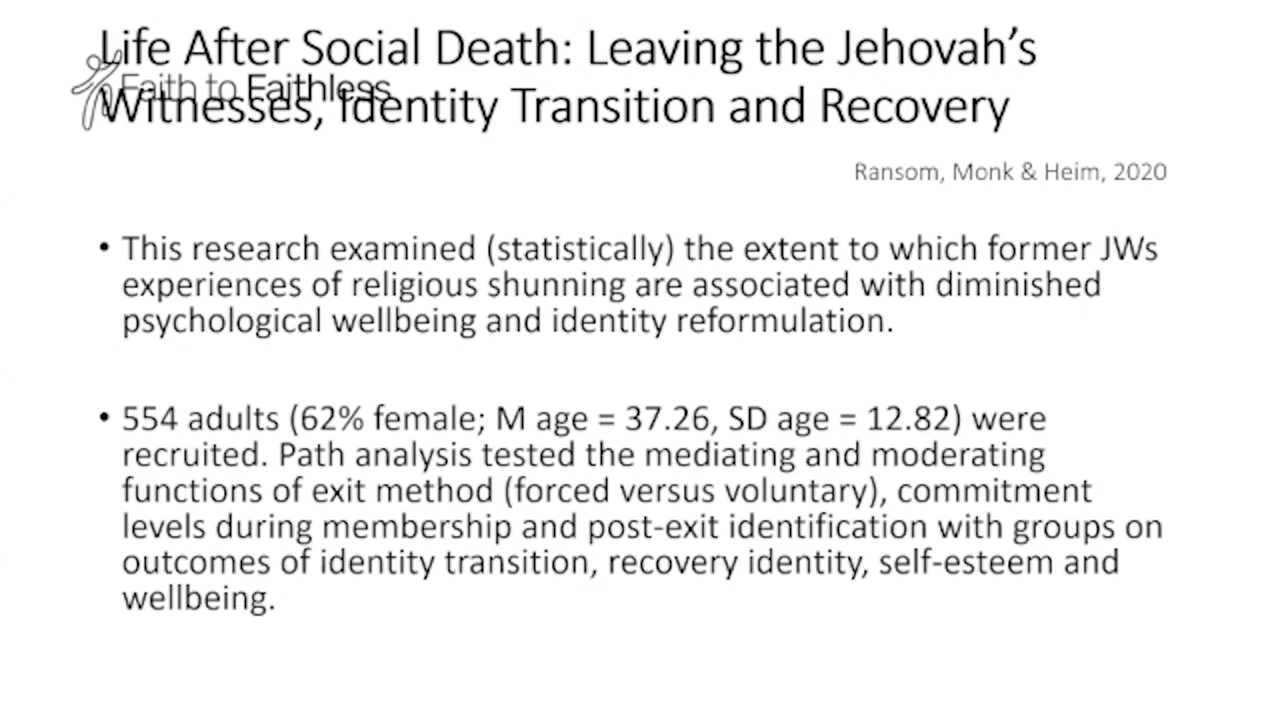 Life After Social Death: Leaving the Jehovah's
Faith to Faithless
Witnesses, Identity Transition and Recovery
Ransom, Monk & Heim, 2020
• This research examined (statistically) the extent to which former JWs
experiences of religious shunning are associated with diminished
psychological wellbeing and identity reformulation.
• 554 adults (62% female; M age = 37.26, SD age = 12.82) were
recruited. Path analysis tested the mediating and moderating
functions of exit method (forced versus voluntary), commitment
levels during membership and post-exit identification with groups on
outcomes of identity transition, recovery identity, self-esteem and
wellbeing.